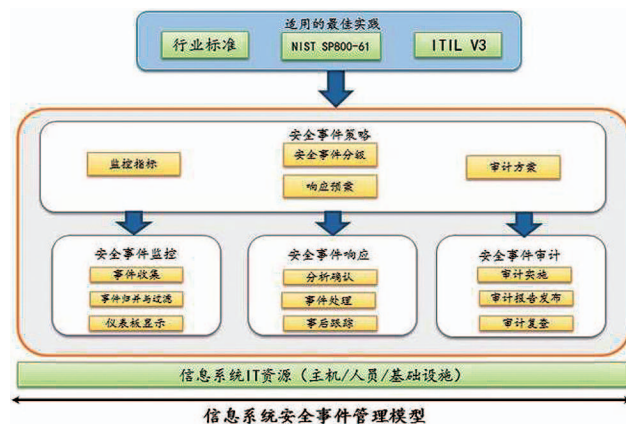 适用的最佳实践
行业标准
NIST SP800-61
ITIL V3
安全事件策略
监控指标
安全事件分级
响应预案
审计方案
安全事件监控
事件收集
事件归并与过滤
仪表板显示
安全事件响应
分析确认
事件处理
事后跟踪
安全事件审计
审计实施
审计报告发布
审计复查
信息系统IT资源（主机/人员/基础设施）
信息系统安全事件管理模型